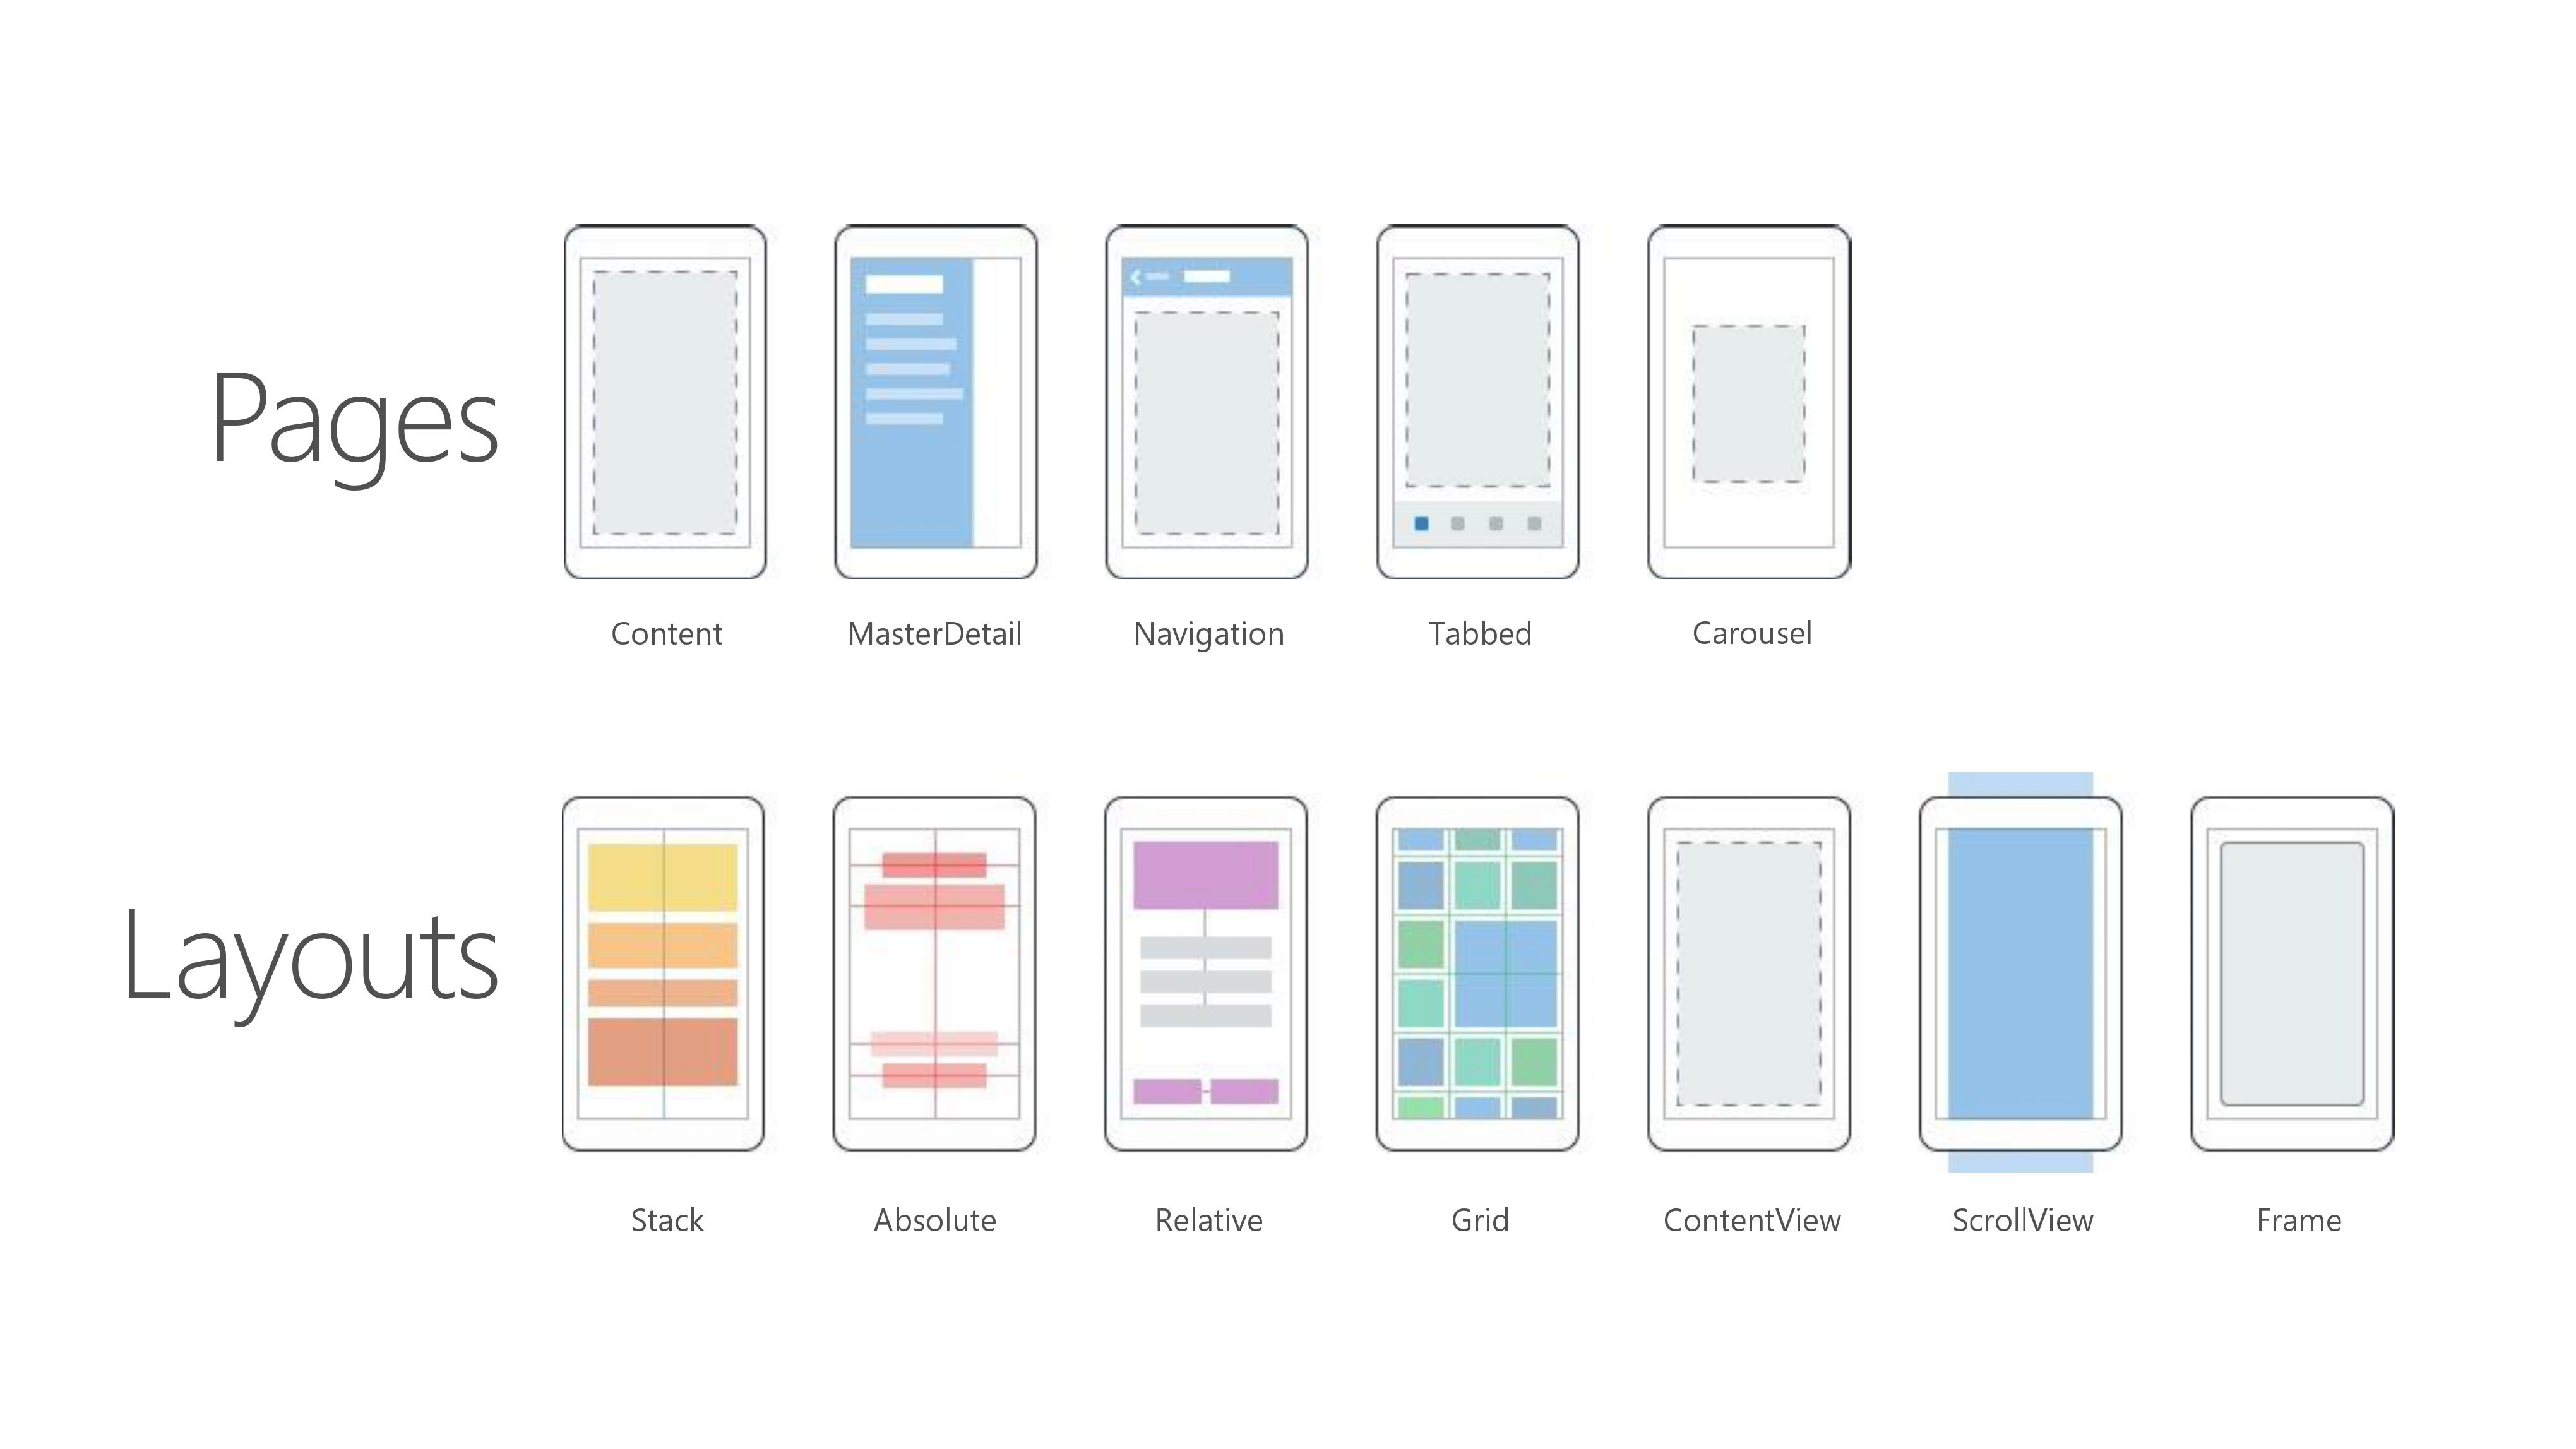 Pages
Content
MasterDetail
Navigation
Tabbed
Carousel
Layouts
Stack
Absolute
Relative
Grid
ContentView
ScrollView
Frame